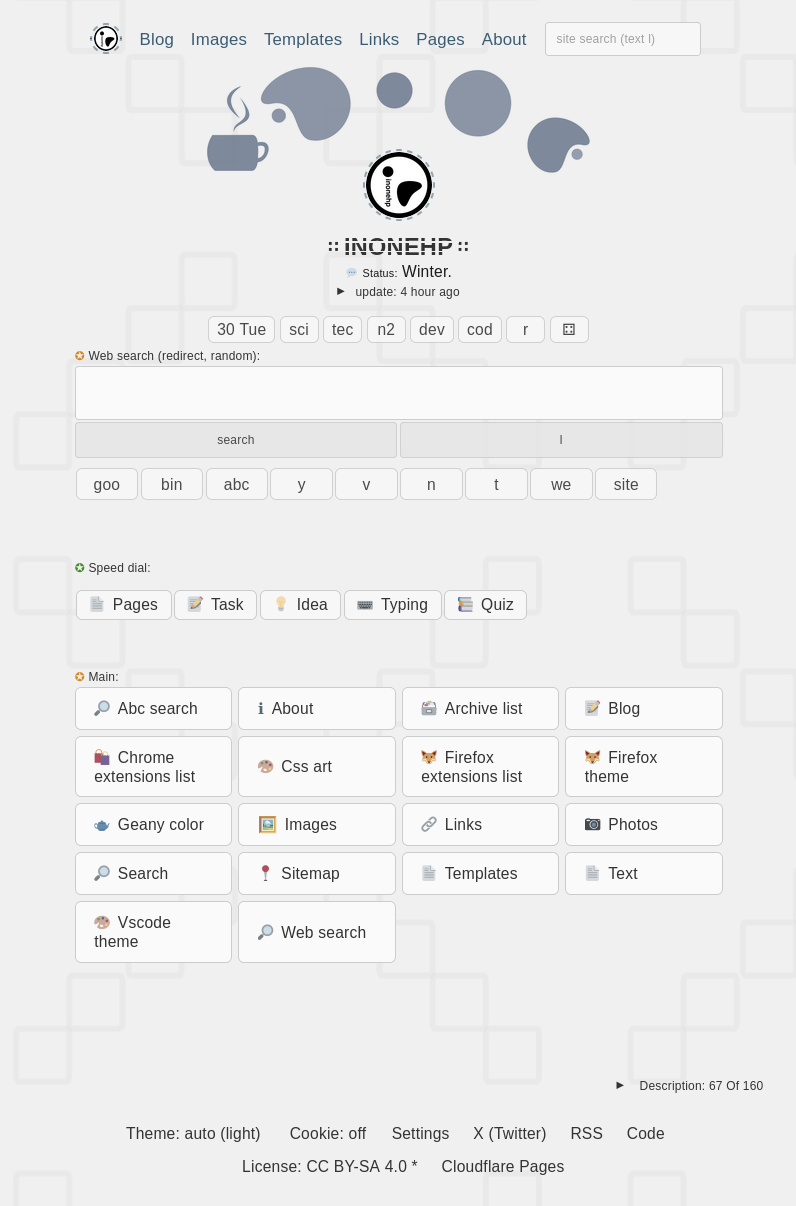 Blog Images Templates Links Pages About site search (text l)
inonehp
:: INONEHP ::
Status: Winter.
► update: 4 hour ago
30 Tue sci tec n2 dev cod r
Web search (redirect, random):
search l
goo bin abc y v n t we site
Speed dial:
Pages Task Idea Typing Quiz
Main:
Abc search About Archive list Blog
Chrome extensions list Css art Firefox extensions list Firefox theme
Geany color Images Links Photos
Search Sitemap Templates Text
Vscode theme Web search
► Description: 67 Of 160
Theme: auto (light) Cookie: off Settings X (Twitter) RSS Code
License: CC BY-SA 4.0 * Cloudflare Pages